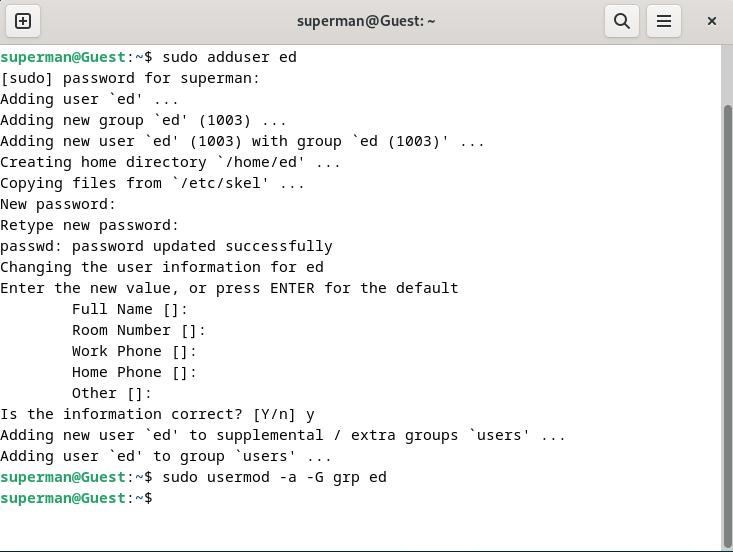 superman@Guest: ~
superman@Guest:~$ sudo adduser ed
[sudo] password for superman:
Adding user `ed' ...
Adding new group `ed' (1003) ...
Adding new user `ed' (1003) with group `ed (1003)' ...
Creating home directory `/home/ed' ...
Copying files from `/etc/skel' ...
New password:
Retype new password:
passwd: password updated successfully
Changing the user information for ed
Enter the new value, or press ENTER for the default
        Full Name []:
        Room Number []:
        Work Phone []:
        Home Phone []:
        Other []:
Is the information correct? [Y/n] y
Adding new user `ed' to supplemental / extra groups `users' ...
Adding user `ed' to group `users' ...
superman@Guest:~$ sudo usermod -a -G grp ed
superman@Guest:~$